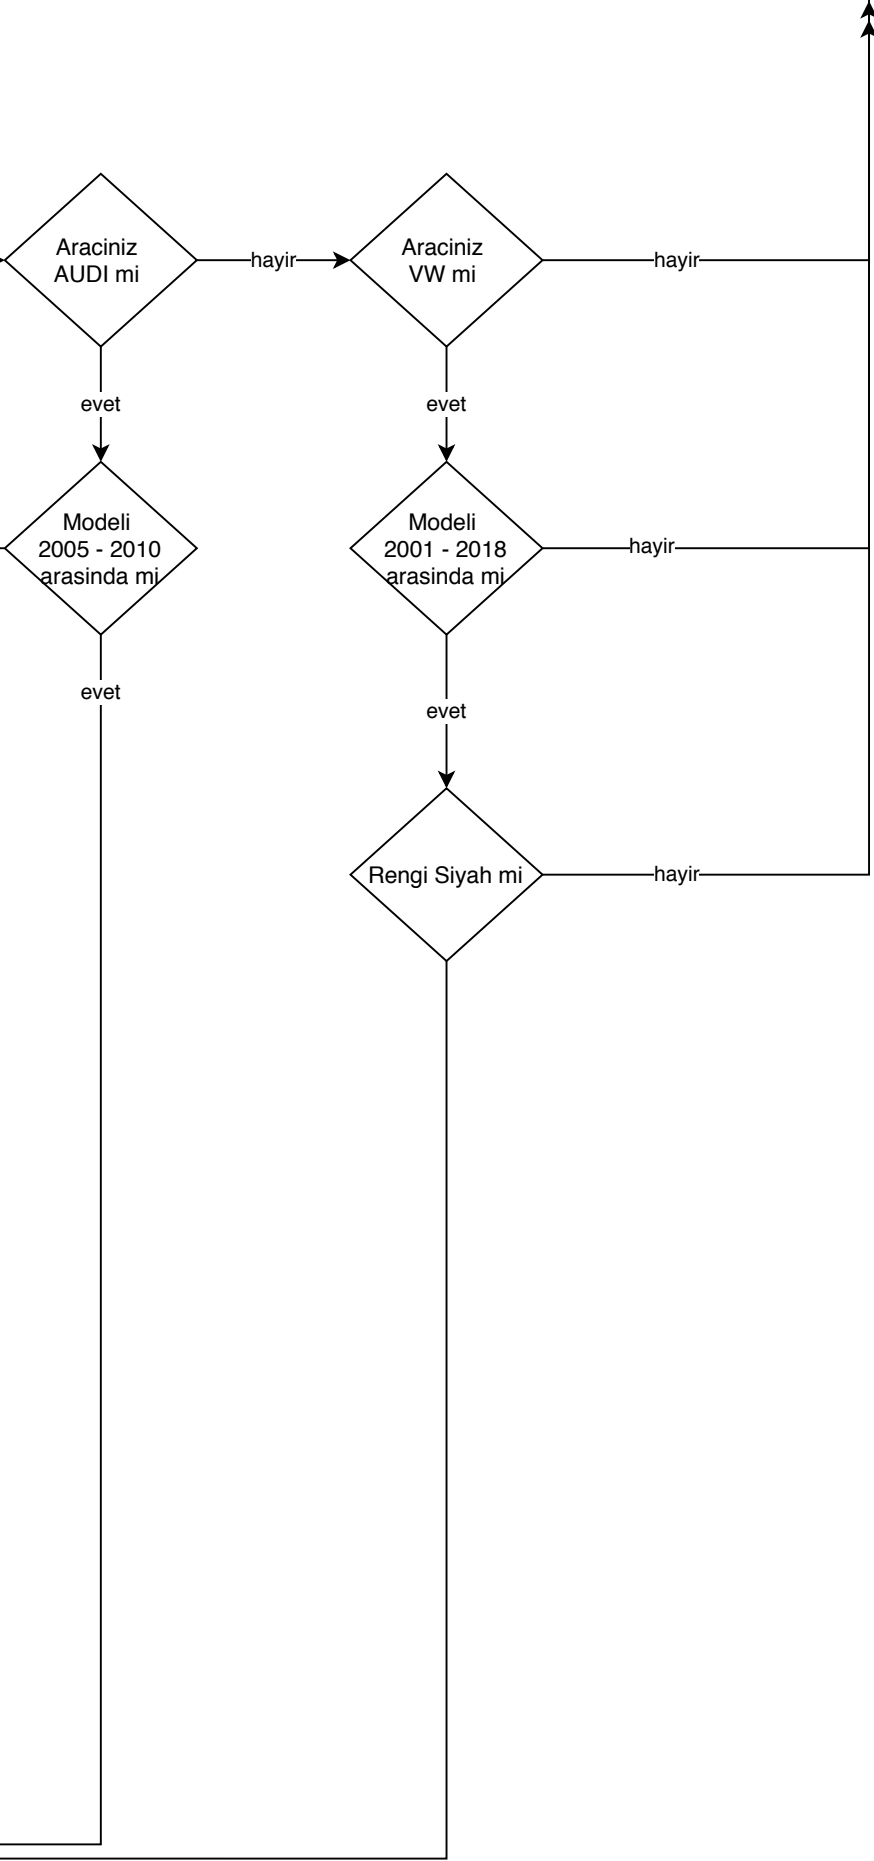 Araciniz
AUDI mi
hayir
Araciniz
VW mi
hayir
evet
evet
Modeli
2005 - 2010
arasinda mi
Modeli
2001 - 2018
arasinda mi
hayir
evet
evet
Rengi Siyah mi
hayir